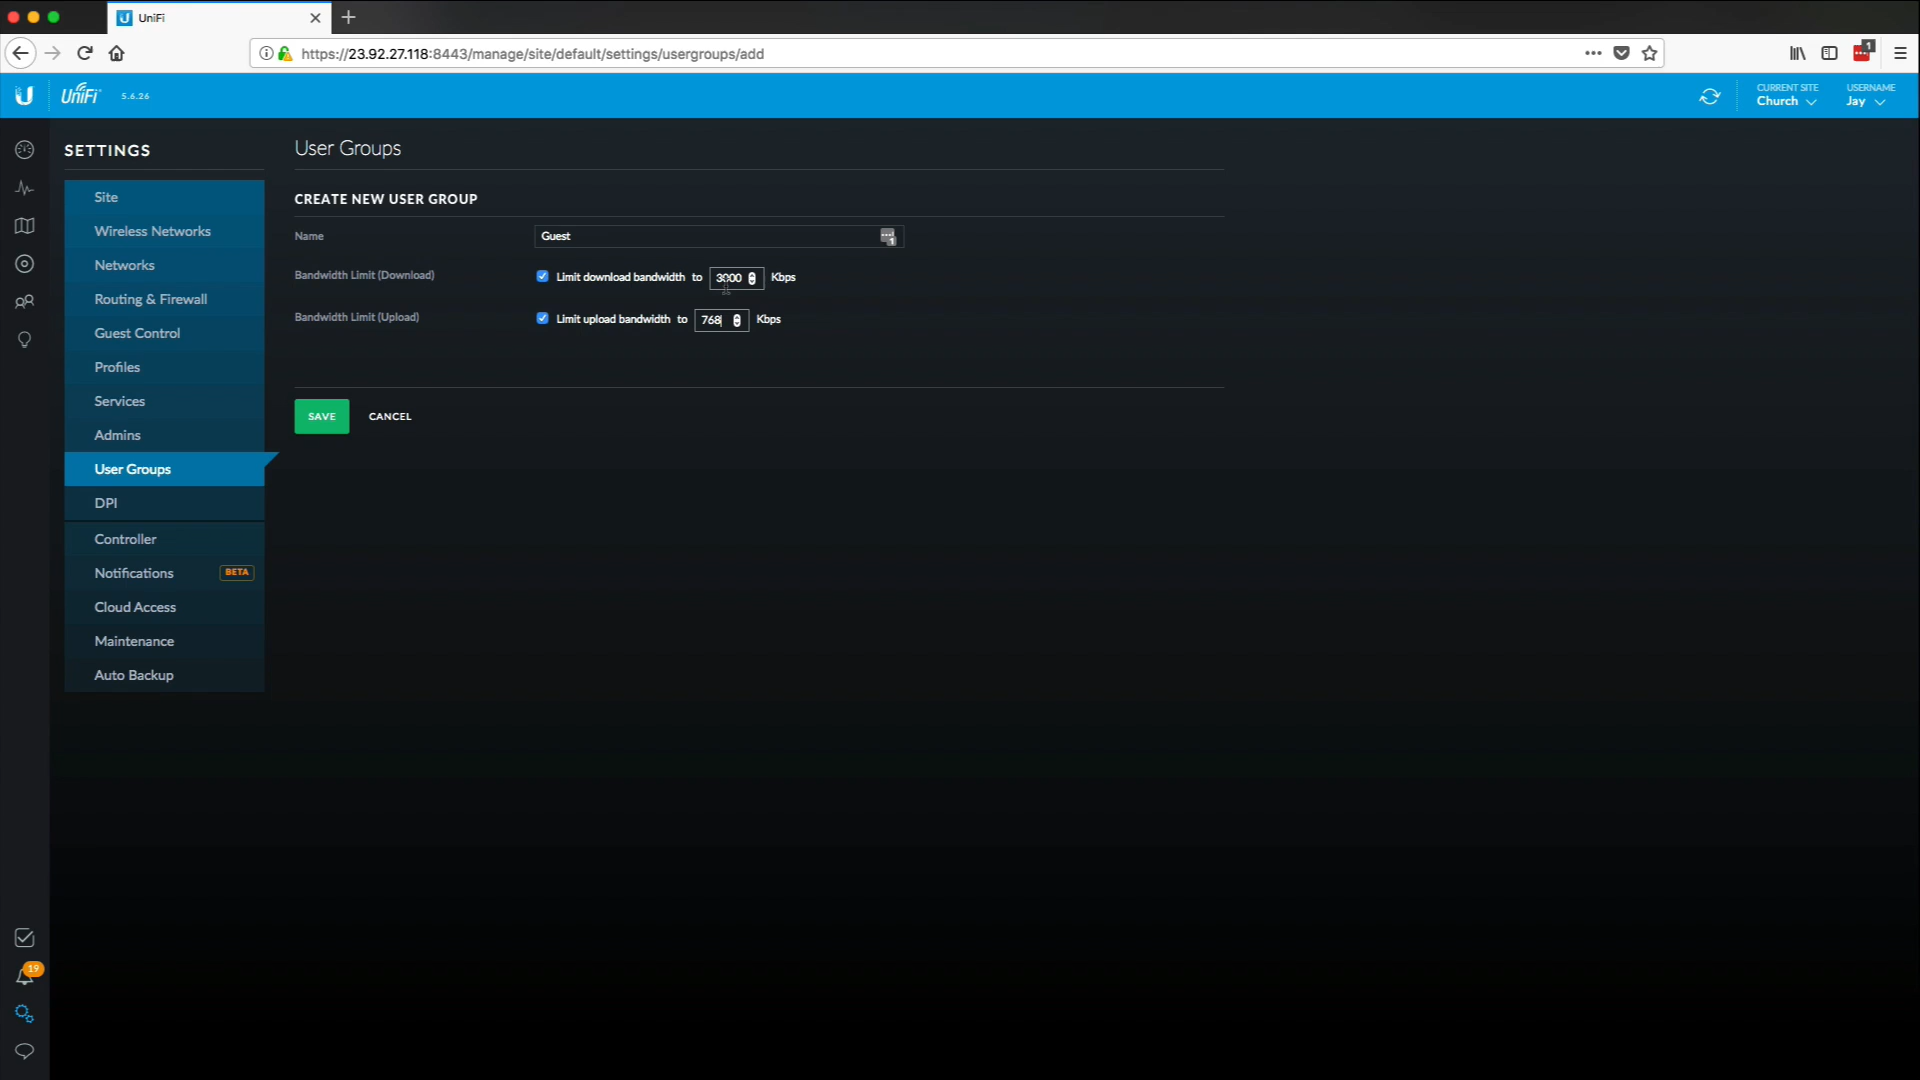 UniFi
https://23.92.27.118:8443/manage/site/default/settings/usergroups/add
1
UniFi
5.6.26
CURRENT SITE
Church
USERNAME
Jay
SETTINGS
Site
Wireless Networks
Networks
Routing & Firewall
Guest Control
Profiles
Services
Admins
User Groups
DPI
Controller
Notifications BETA
Cloud Access
Maintenance
Auto Backup
19
User Groups
CREATE NEW USER GROUP
Name Guest 1
Bandwidth Limit (Download) Limit download bandwidth to 3000 Kbps
Bandwidth Limit (Upload) Limit upload bandwidth to 768 Kbps
SAVE CANCEL